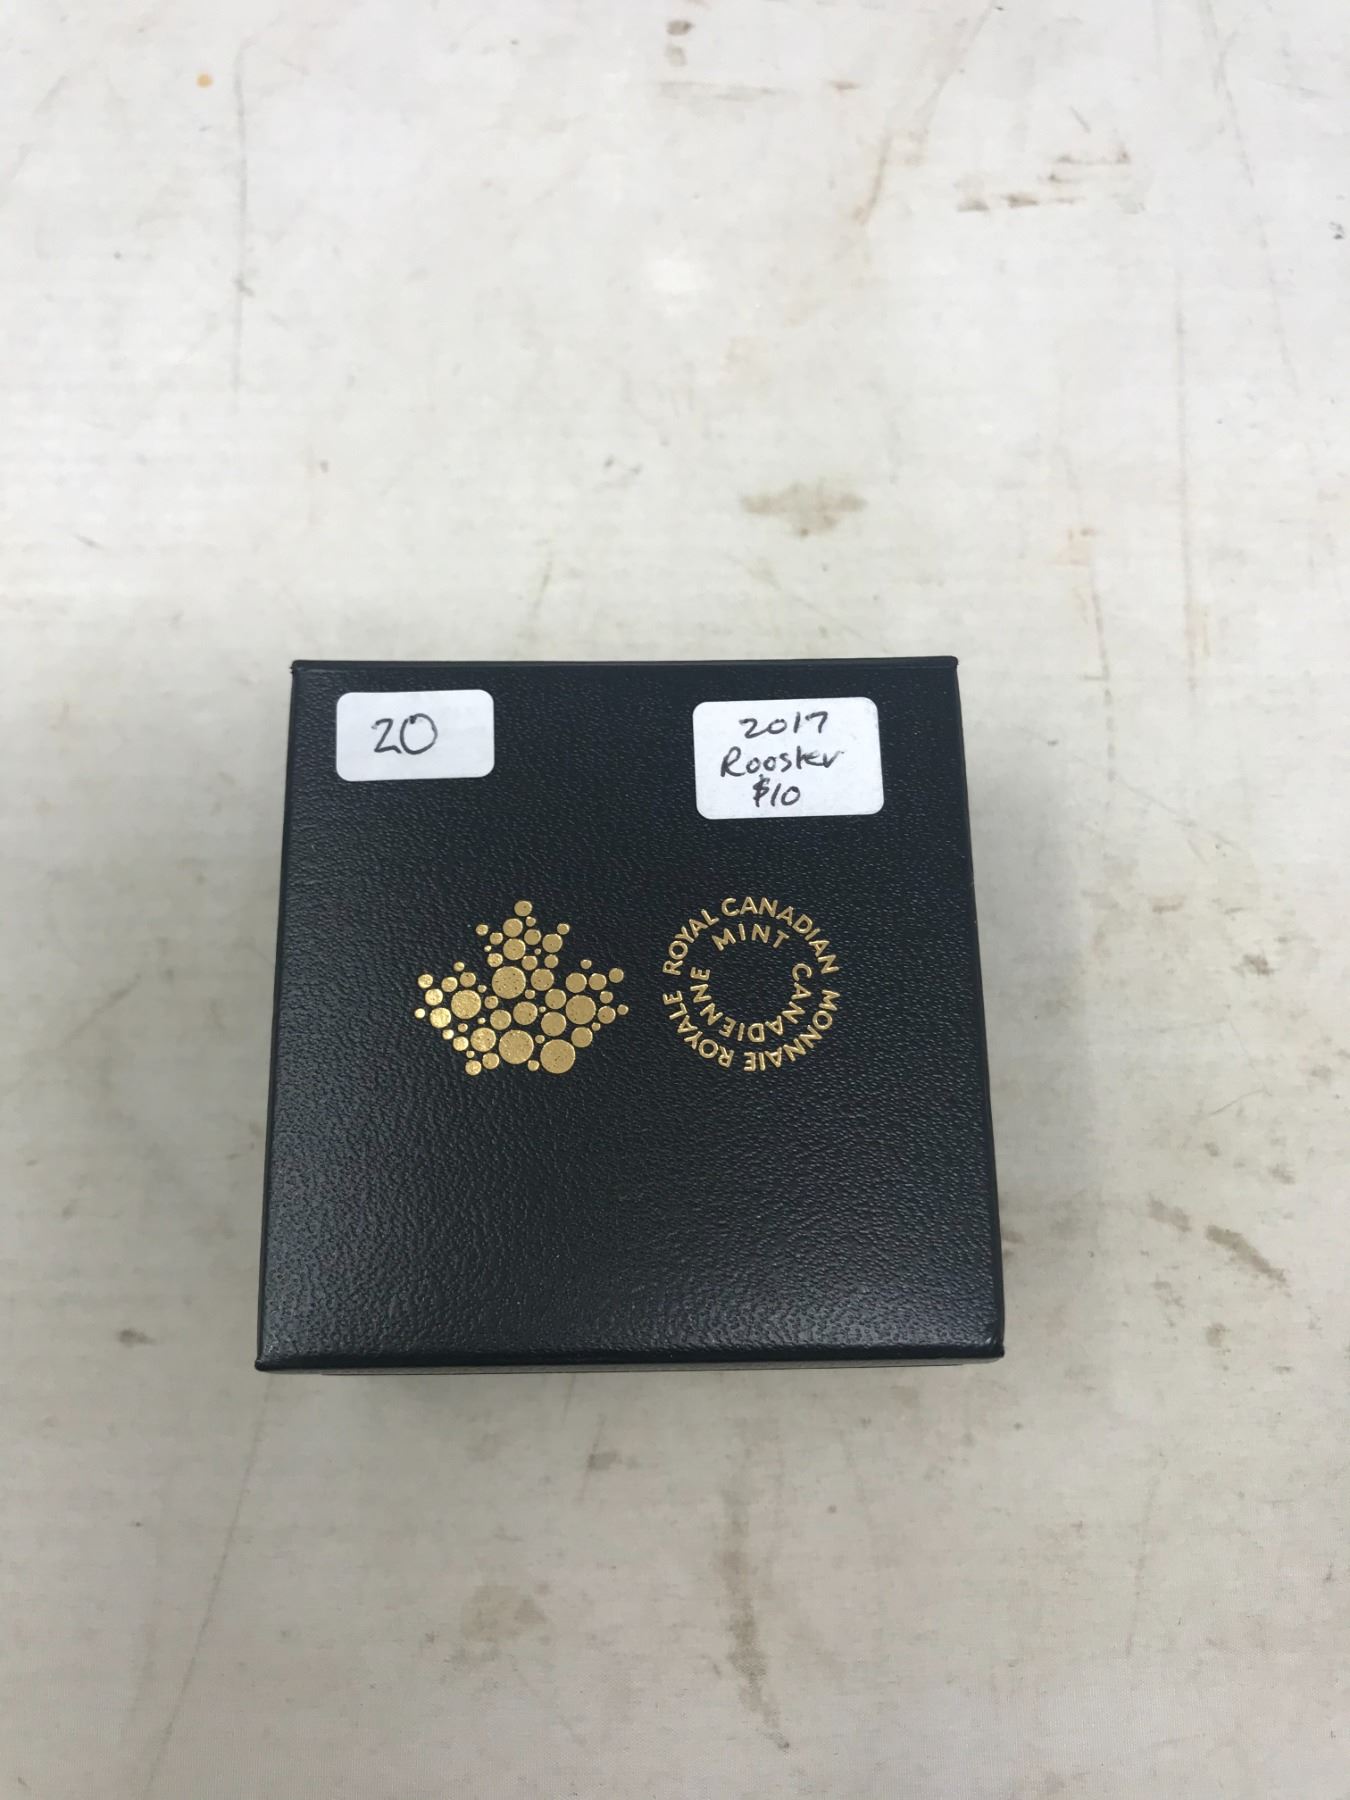 20
2017
Rooster
$10
ROYAL CANADIAN MINT
MONNAIE ROYALE CANADIENNE